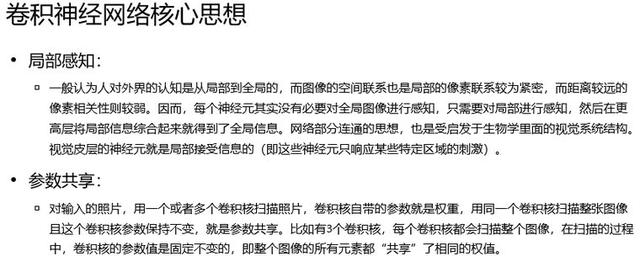 卷积神经网络核心思想
• 局部感知：
▫ 一般认为人对外界的认知是从局部到全局的，而图像的空间联系也是局部的像素联系较为紧密，而距离较远的
像素相关性则较弱。因而，每个神经元其实没有必要对全局图像进行感知，只需要对局部进行感知，然后在更
高层将局部信息综合起来就得到了全局信息。网络部分连通的思想，也是受启发于生物学里面的视觉系统结构。
视觉皮层的神经元就是局部接受信息的（即这些神经元只响应某些特定区域的刺激）。
• 参数共享：
▫ 对输入的照片，用一个或者多个卷积核扫描照片，卷积核自带的参数就是权重，用同一个卷积核扫描整张图像
且这个卷积核参数保持不变，就是参数共享。比如有3个卷积核，每个卷积核都会扫描整个图像，在扫描的过程
中，卷积核的参数值是固定不变的，即整个图像的所有元素都“共享”了相同的权值。